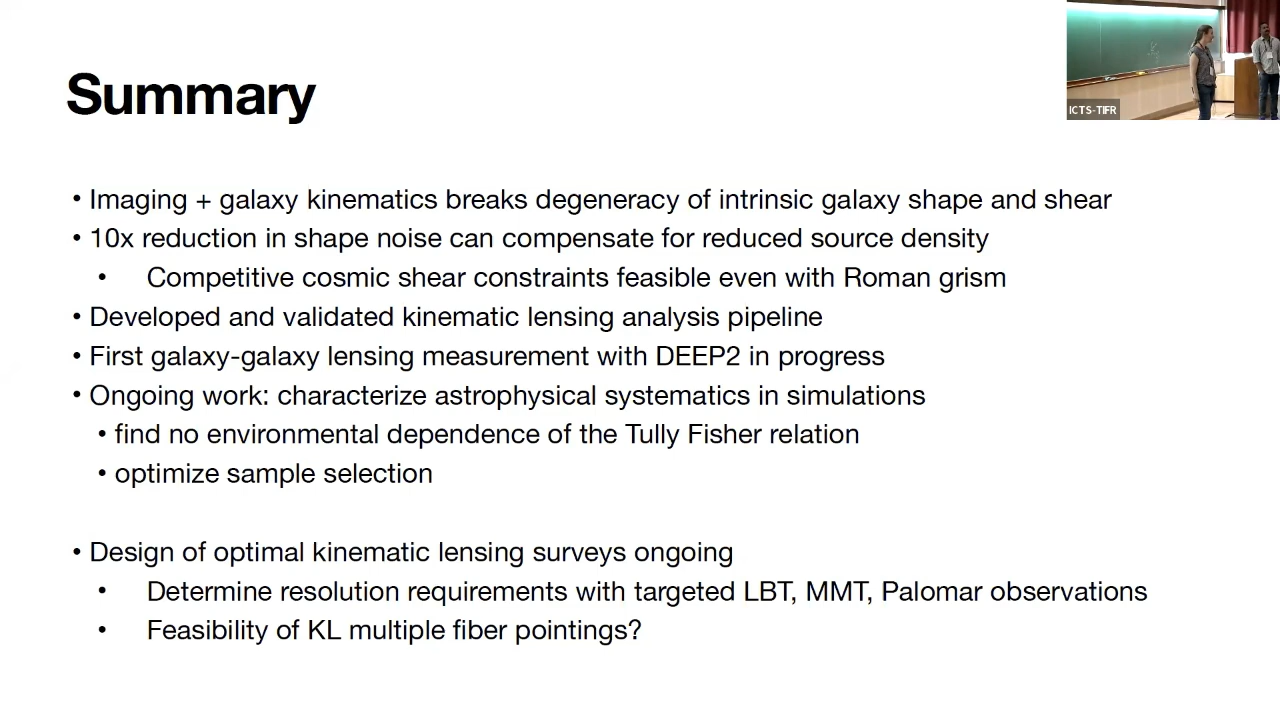 ICTS-TIFR
Summary
• Imaging + galaxy kinematics breaks degeneracy of intrinsic galaxy shape and shear
• 10x reduction in shape noise can compensate for reduced source density
• Competitive cosmic shear constraints feasible even with Roman grism
• Developed and validated kinematic lensing analysis pipeline
• First galaxy-galaxy lensing measurement with DEEP2 in progress
• Ongoing work: characterize astrophysical systematics in simulations
• find no environmental dependence of the Tully Fisher relation
• optimize sample selection
• Design of optimal kinematic lensing surveys ongoing
• Determine resolution requirements with targeted LBT, MMT, Palomar observations
• Feasibility of KL multiple fiber pointings?